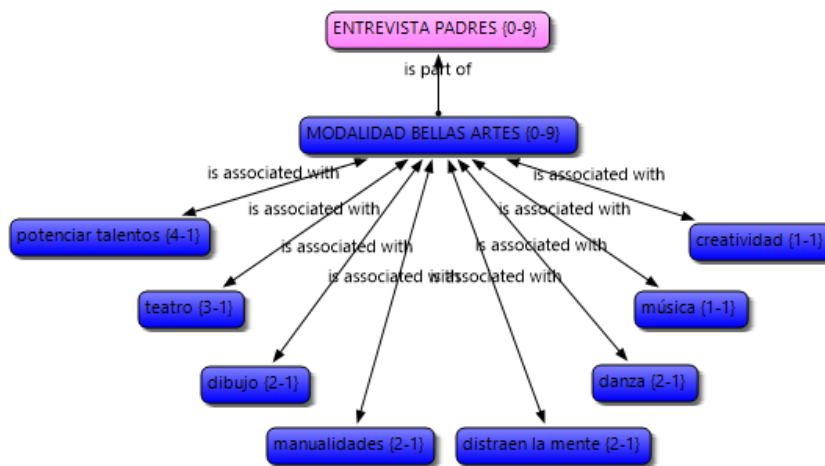 ENTREVISTA PADRES {0-9}
is part of
MODALIDAD BELLAS ARTES {0-9}
is associated with
is associated with
potenciar talentos {4-1}
is associated with
is associated with
creatividad {1-1}
is associated with
is associated with
is associated with
is associated with
teatro {3-1}
música {1-1}
dibujo {2-1}
danza {2-1}
manualidades {2-1}
distraen la mente {2-1}